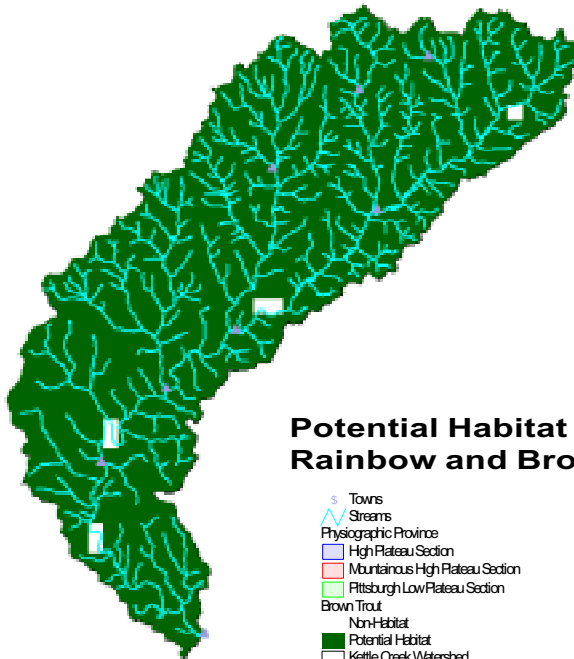 Potential Habitat
Rainbow and Bro
$ Towns
Streams
Physiographic Province
High Plateau Section
Mountainous High Plateau Section
Pittsburgh Low Plateau Section
Brown Trout
Non-Habitat
Potential Habitat
Kettle Creek Watershed